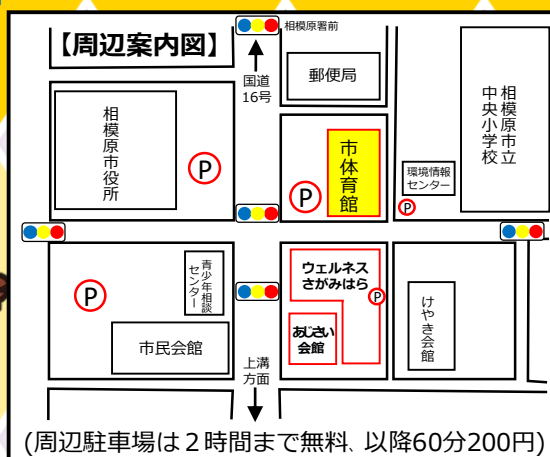 【周辺案内図】
相模原署前
国道
16号
郵便局
相模原市立
中央小学校
相模原市役所
P
市体育館
P
環境情報
センター
P
青少年相談
センター
P
市民会館
ウェルネス
さがみはら
P
あじさい
会館
けやき会館
上溝
方面
(周辺駐車場は２時間まで無料、以降60分200円)